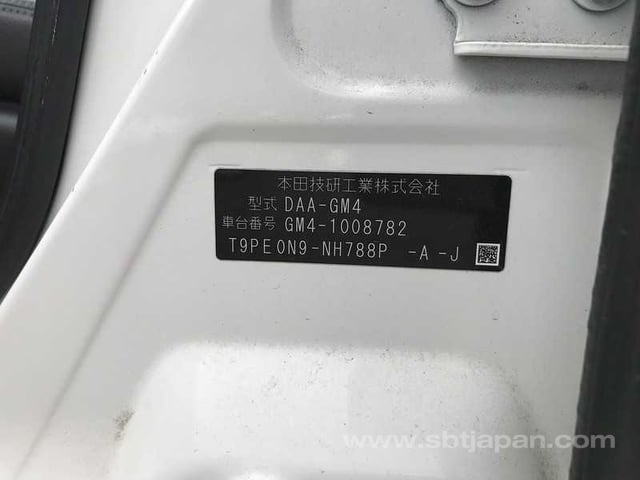 本田技研工業株式会社
型式 DAA-GM4
車台番号 GM4-1008782
T9PE0N9-NH788P -A -J
www.sbtjapan.com